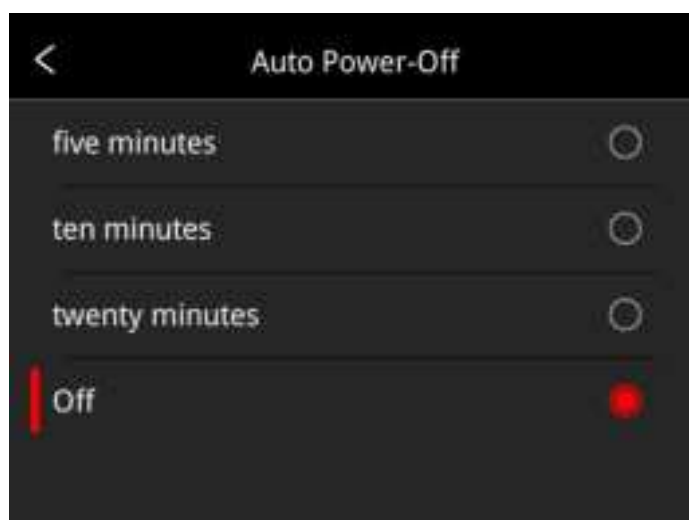 Auto Power-Off
five minutes
ten minutes
twenty minutes
Off